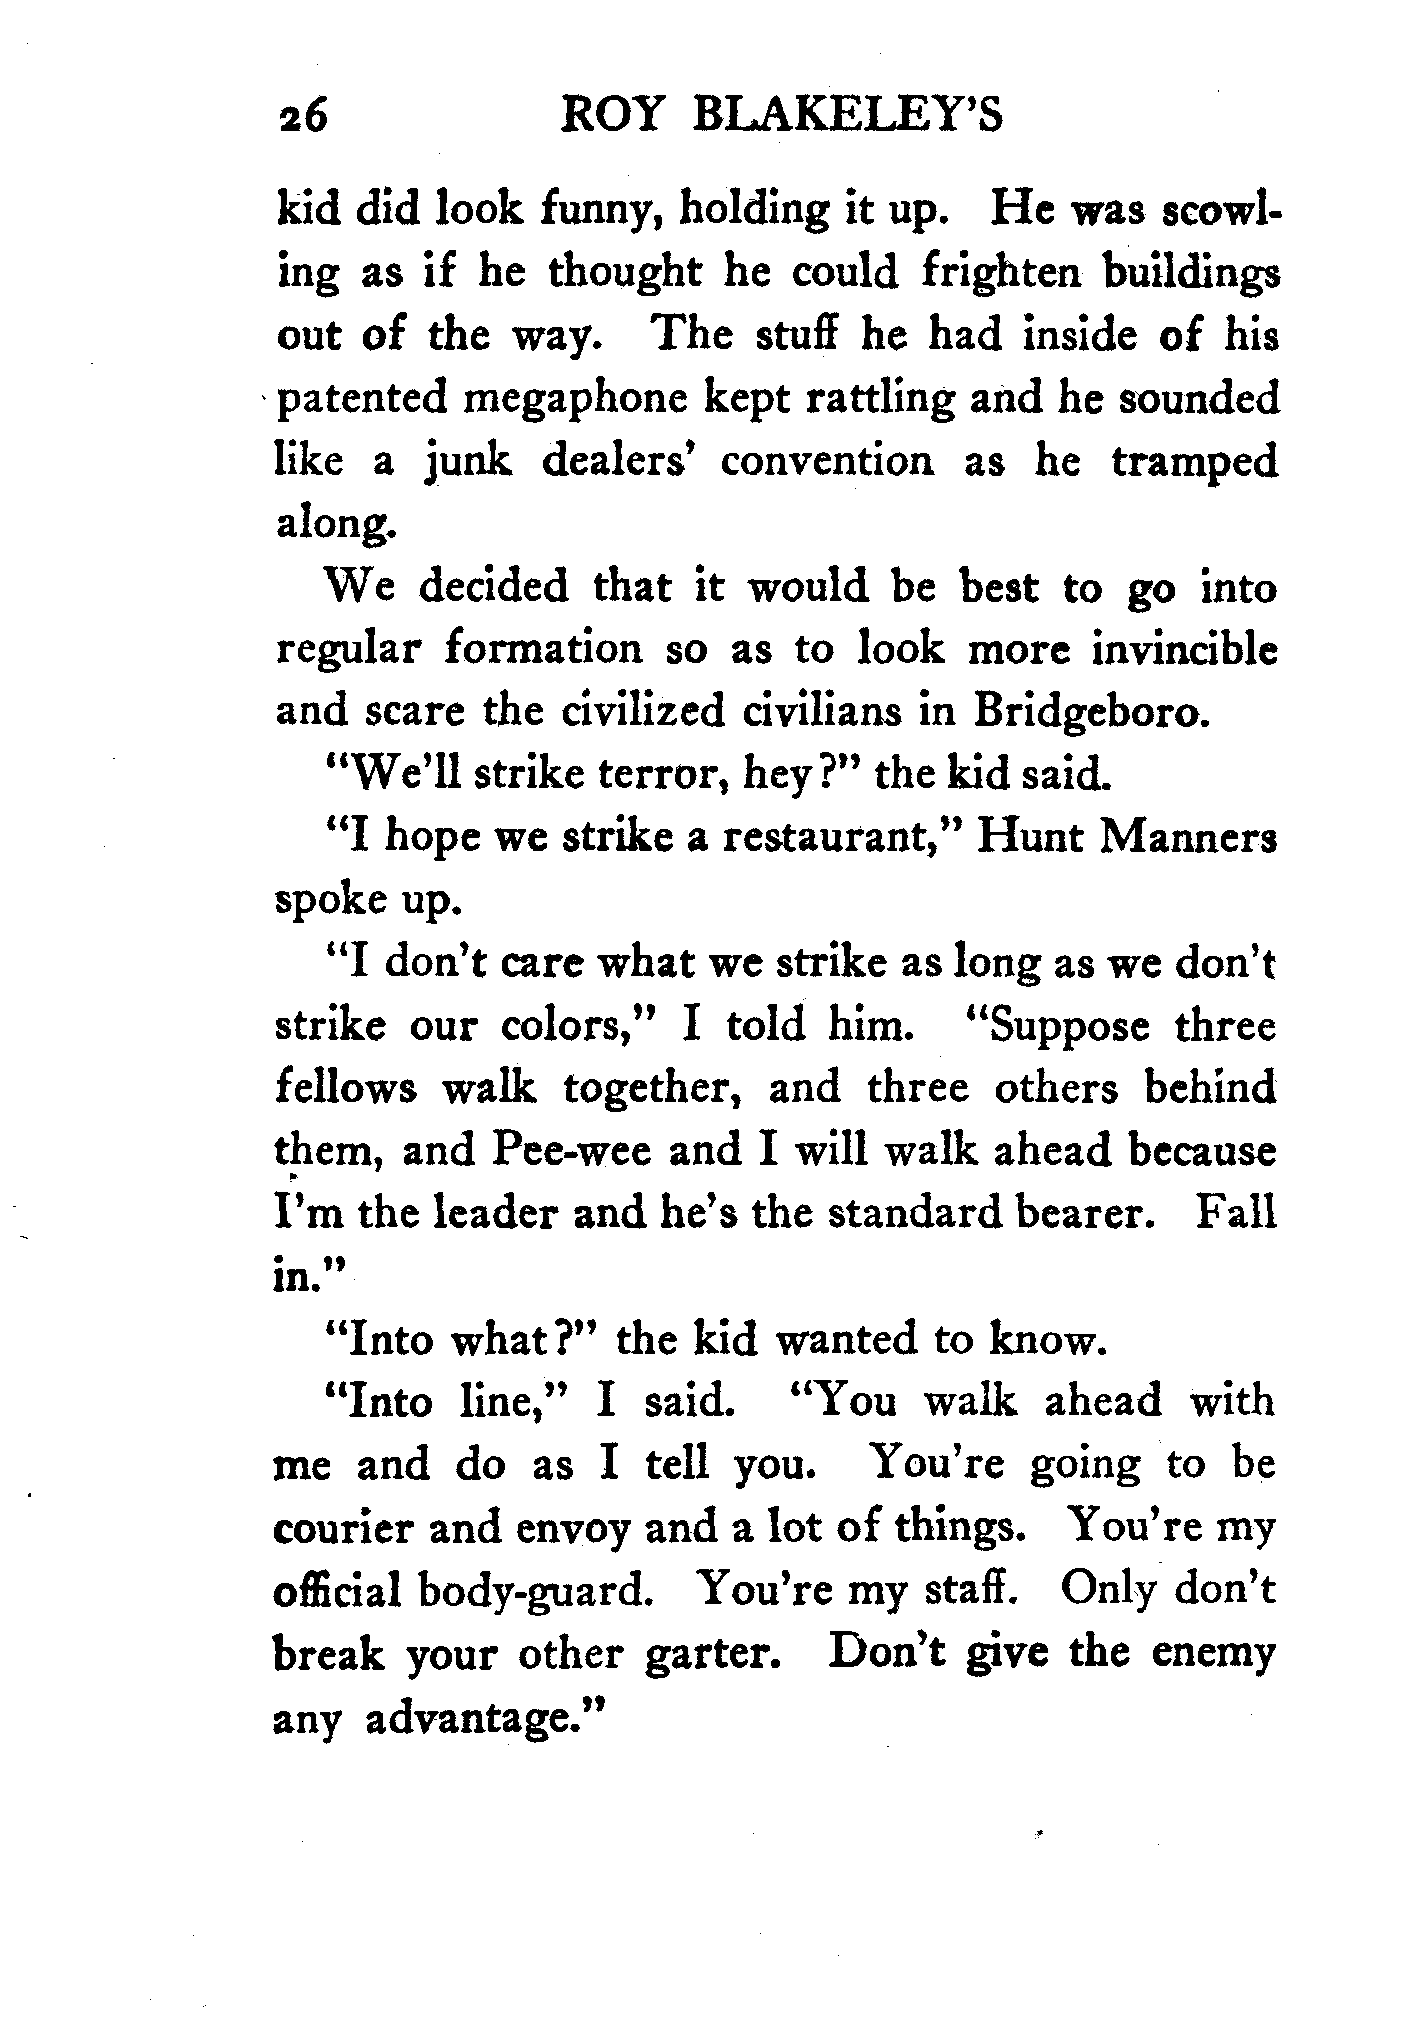 26 ROY BLAKELEY'S
kid did look funny, holding it up. He was scowl-
ing as if he thought he could frighten buildings
out of the way. The stuff he had inside of his
patented megaphone kept rattling and he sounded
like a junk dealers' convention as he tramped
along.
We decided that it would be best to go into
regular formation so as to look more invincible
and scare the civilized civilians in Bridgeboro.
“We'll strike terror, hey?” the kid said.
“I hope we strike a restaurant,” Hunt Manners
spoke up.
“I don't care what we strike as long as we don't
strike our colors,” I told him. “Suppose three
fellows walk together, and three others behind
them, and Pee-wee and I will walk ahead because
I'm the leader and he's the standard bearer. Fall
in.”
“Into what?” the kid wanted to know.
“Into line,” I said. “You walk ahead with
me and do as I tell you. You're going to be
courier and envoy and a lot of things. You're my
official body-guard. You're my staff. Only don't
break your other garter. Don't give the enemy
any advantage.”